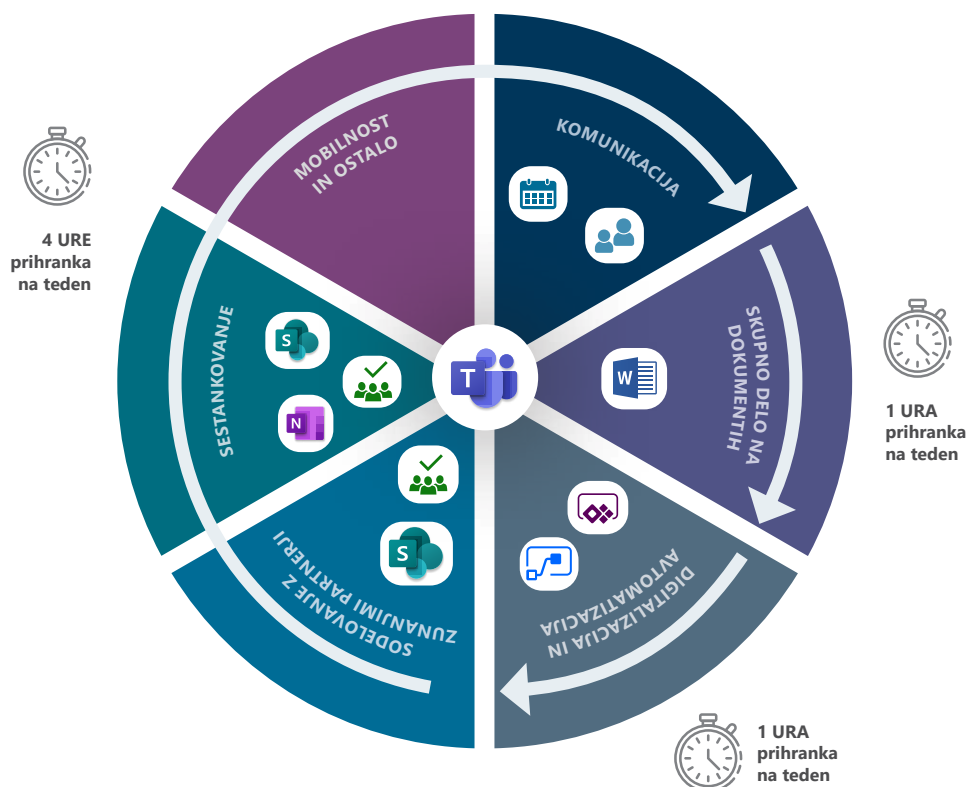 MOBILNOST
IN OSTALO
KOMUNIKACIJA
4 URE
prihranka
na teden
SESTANKOVANJE
S
N
T
W
SKUPNO DELO NA
DOKUMENTIH
1 URA
prihranka
na teden
S
SODELOVANJE Z
ZUNANJIMI PARTNERJI
DIGITALIZACIJA IN
AVTOMATIZACIJA
1 URA
prihranka
na teden